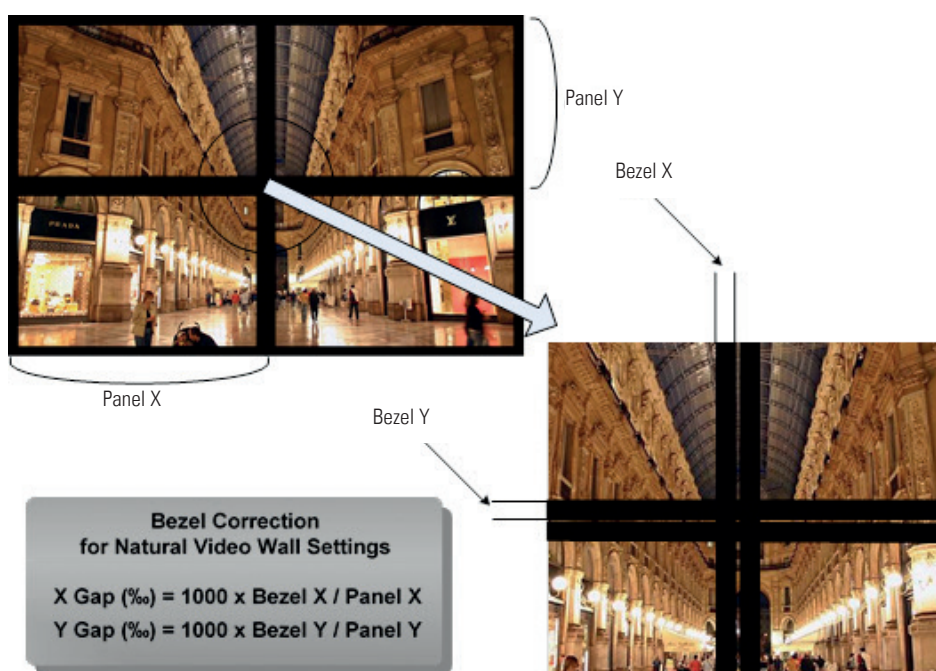 Panel Y
Bezel X
PRADA
Panel X
Bezel Y
Bezel Correction
for Natural Video Wall Settings
X Gap (‰) = 1000 x Bezel X / Panel X
Y Gap (‰) = 1000 x Bezel Y / Panel Y